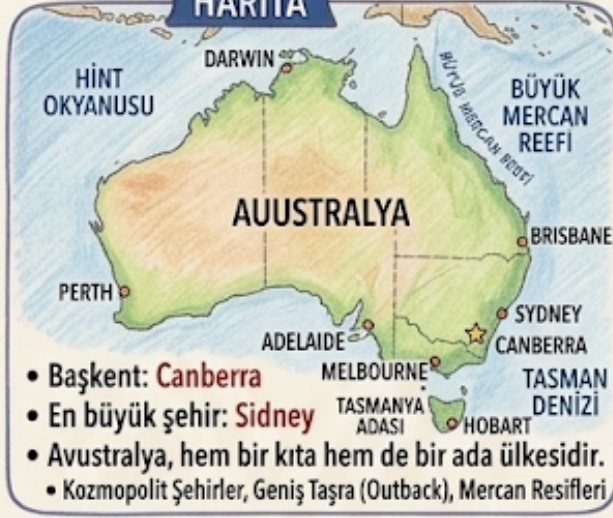 HARİTA
DARWIN
HİNT
OKYANUSU
BÜYÜK MERCAN REEFİ
BÜYÜK
MERCAN
REEFİ
AUUSTRALYA
BRISBANE
PERTH
SYDNEY
ADELAIDE
CANBERRA
MELBOURNE
TASMAN
DENİZİ
TASMANYA
ADASI
HOBART
• Başkent: Canberra
• En büyük şehir: Sidney
• Avustralya, hem bir kıta hem de bir ada ülkesidir.
• Kozmopolit Şehirler, Geniş Taşra (Outback), Mercan Resifleri